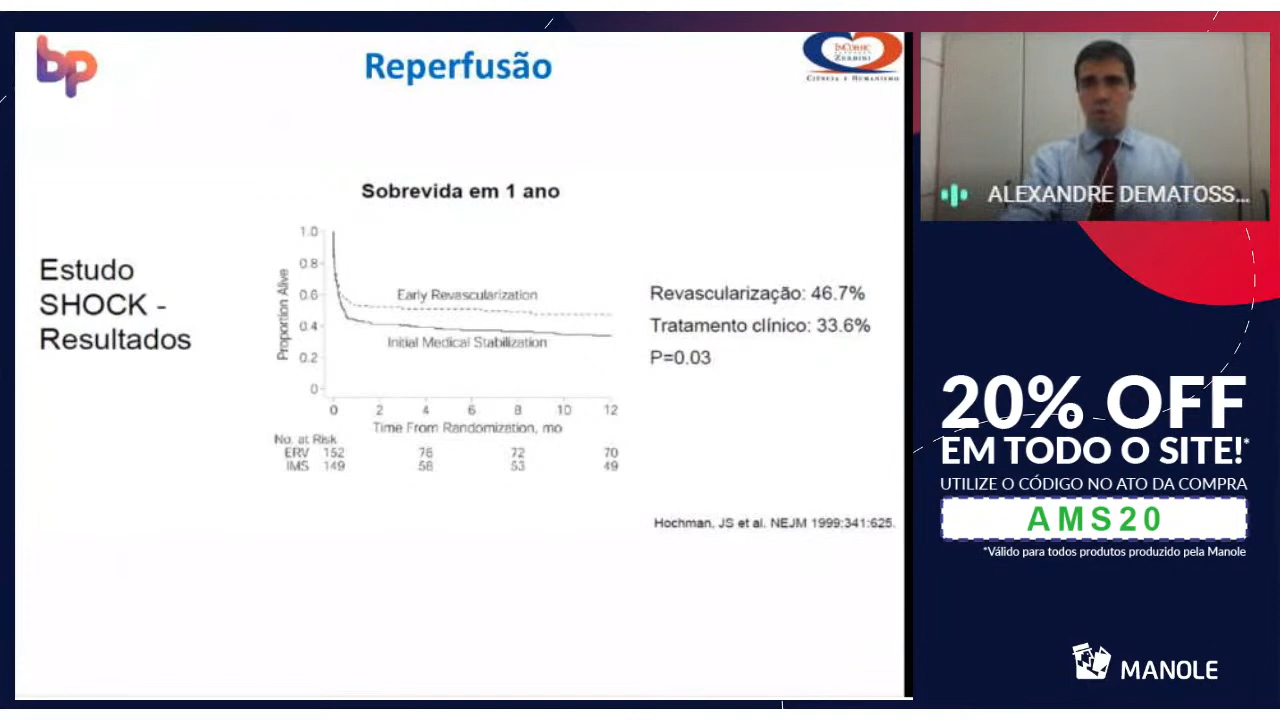 bp
Reperfusão
INCORHC
ZERBINI
CIÊNCIA E HUMANISMO
Sobrevida em 1 ano
Estudo
SHOCK -
Resultados
Proportion Alive
1.0
0.8
0.6
0.4
0.2
0
Early Revascularization
Initial Medical Stabilization
0 2 4 6 8 10 12
Time From Randomization, mo
No. at Risk
ERV 152 76 72 70
IMS 149 58 53 49
Revascularização: 46.7%
Tratamento clínico: 33.6%
P=0.03
Hochman, JS et al. NEJM 1999:341:625.
ALEXANDRE DEMATOSS...
20% OFF
EM TODO O SITE!*
UTILIZE O CÓDIGO NO ATO DA COMPRA
AMS20
*Válido para todos produtos produzido pela Manole
MANOLE